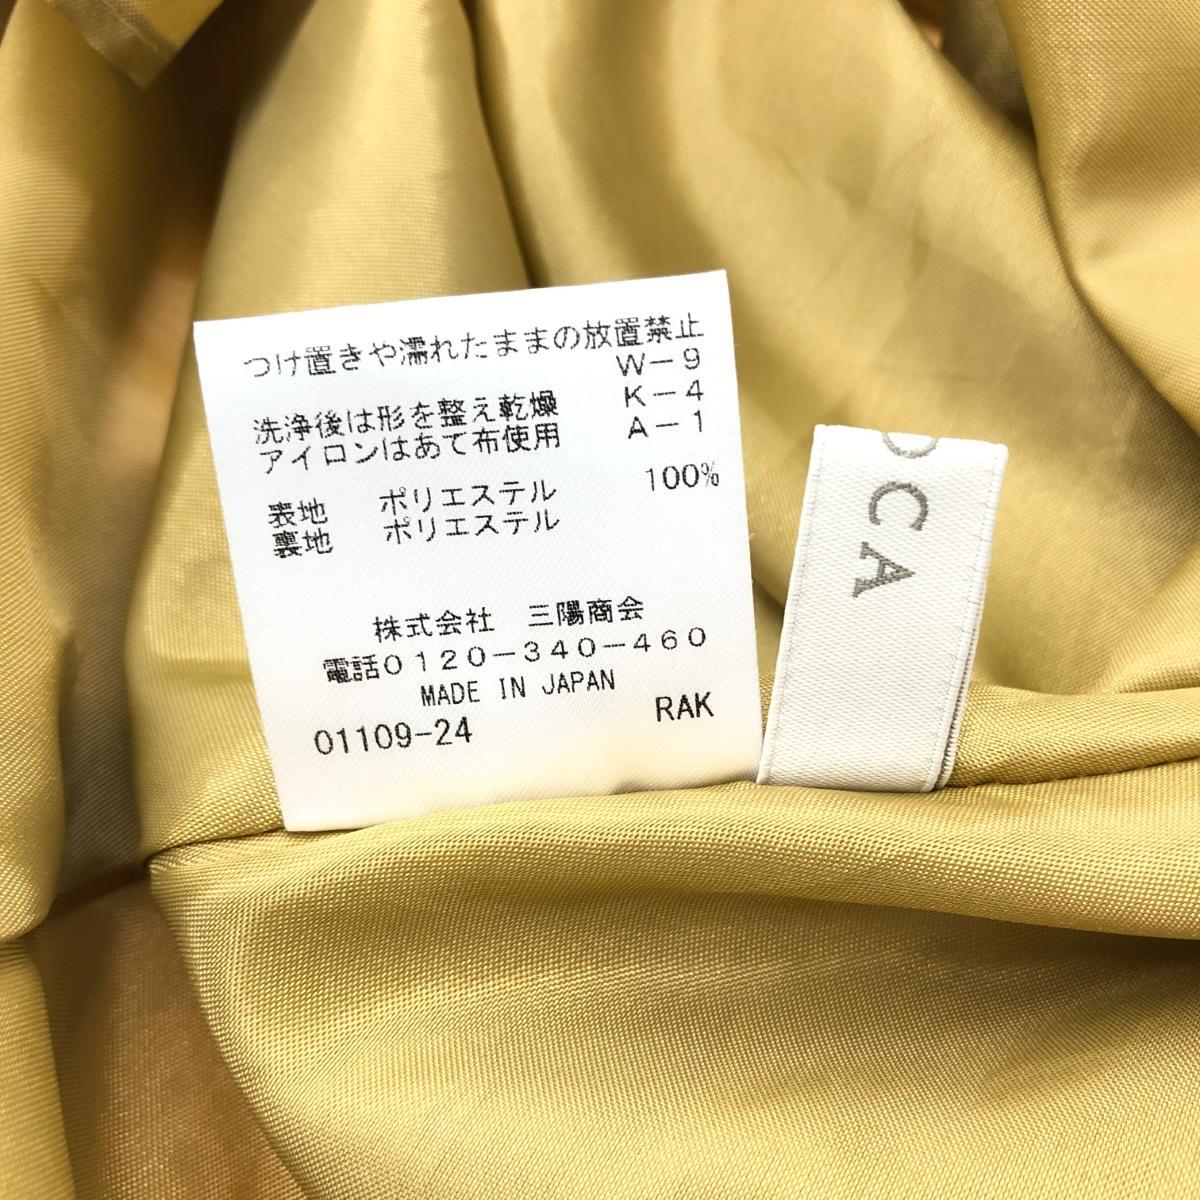 つけ置きや濡れたままの放置禁止
W-9
洗浄後は形を整え乾燥 K-4
アイロンはあて布使用 A-1
表地 ポリエステル 100%
裏地 ポリエステル
株式会社 三陽商会
電話0120-340-460
MADE IN JAPAN
01109-24 RAK
OCA